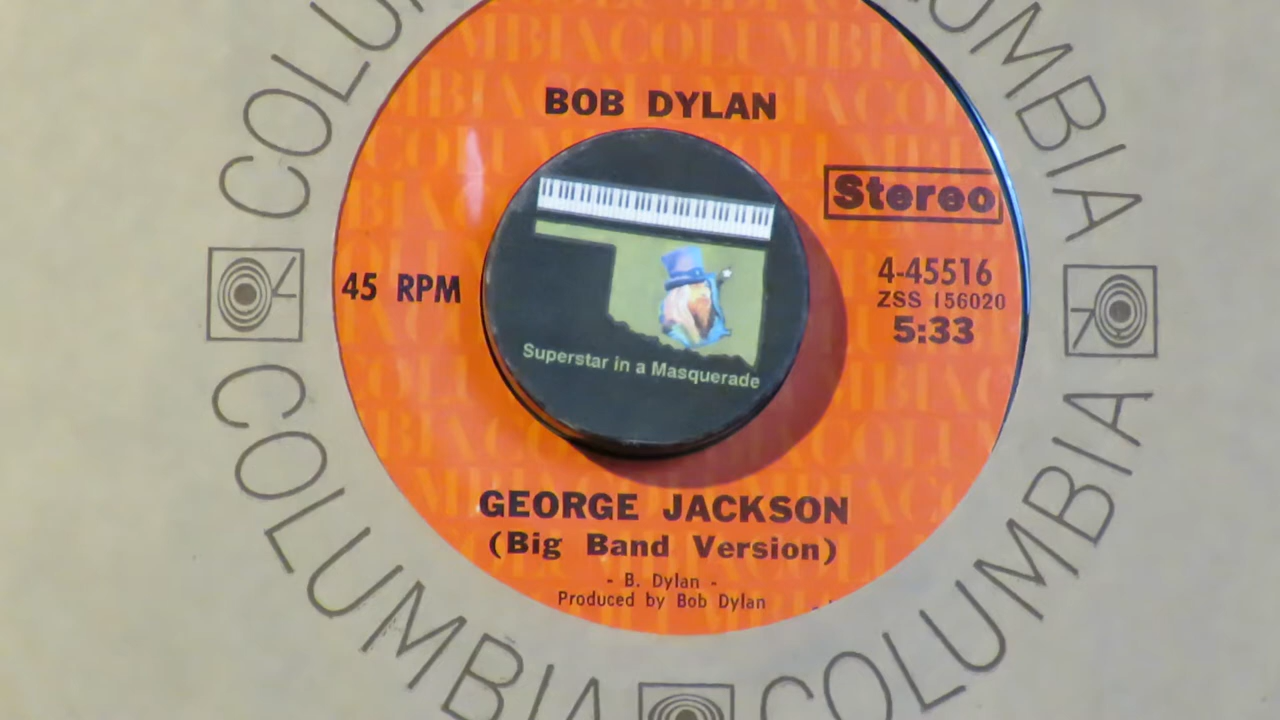 COLUMBIA
BOB DYLAN
Stereo
45 RPM
4-45516
ZSS 156020
5:33
Superstar in a Masquerade
GEORGE JACKSON
(Big Band Version)
- B. Dylan -
Produced by Bob Dylan
COLUMBIA
COLUMBIA